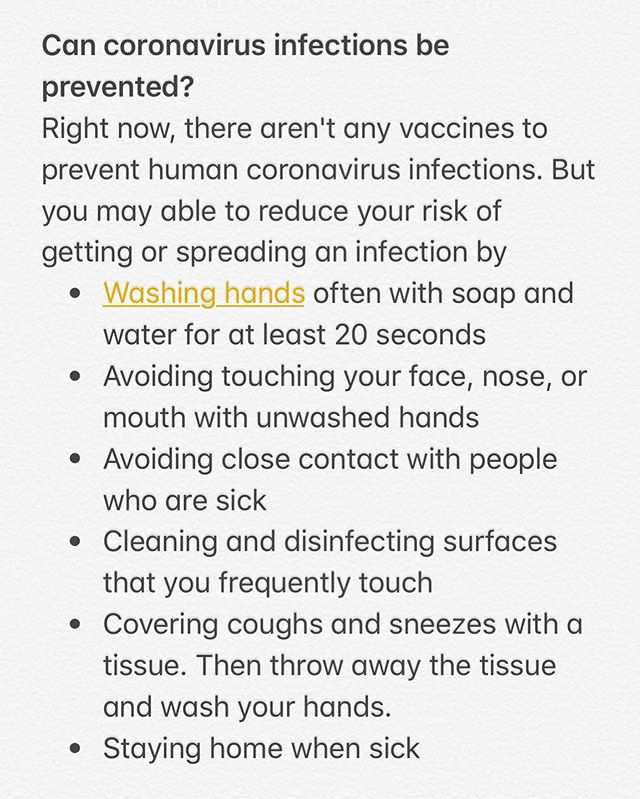 Can coronavirus infections be
prevented?
Right now, there aren't any vaccines to
prevent human coronavirus infections. But
you may able to reduce your risk of
getting or spreading an infection by
• Washing hands often with soap and
water for at least 20 seconds
• Avoiding touching your face, nose, or
mouth with unwashed hands
• Avoiding close contact with people
who are sick
• Cleaning and disinfecting surfaces
that you frequently touch
• Covering coughs and sneezes with a
tissue. Then throw away the tissue
and wash your hands.
• Staying home when sick